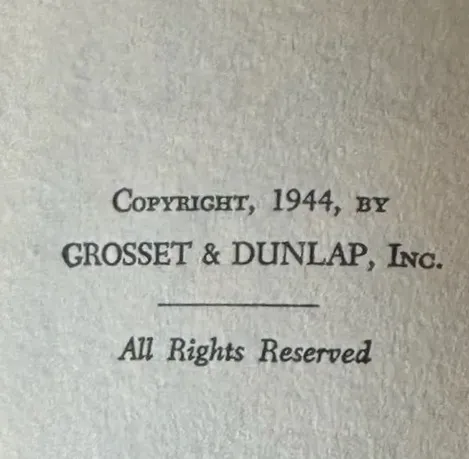 Copyright, 1944, by
GROSSET & DUNLAP, Inc.
All Rights Reserved